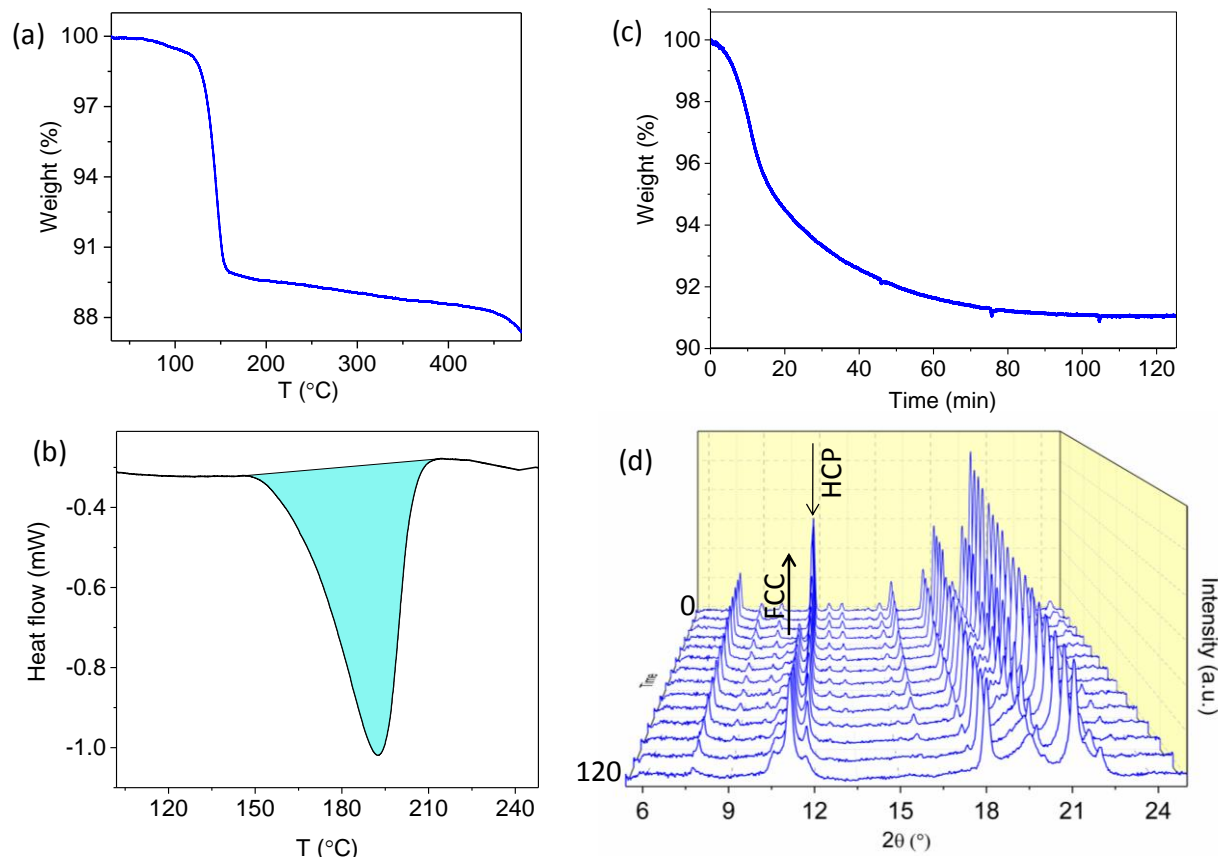 (a)
100
97
94
91
88
Weight (%)
100 200 300 400
T (°C)
(c)
100
98
96
94
92
90
Weight (%)
0 20 40 60 80 100 120
Time (min)
(b)
-0.4
-0.6
-0.8
-1.0
Heat flow (mW)
120 150 180 210 240
T (°C)
(d)
HCP
FCC
0
Time
120
Intensity (a.u.)
6 9 12 15 18 21 24
2θ (°)